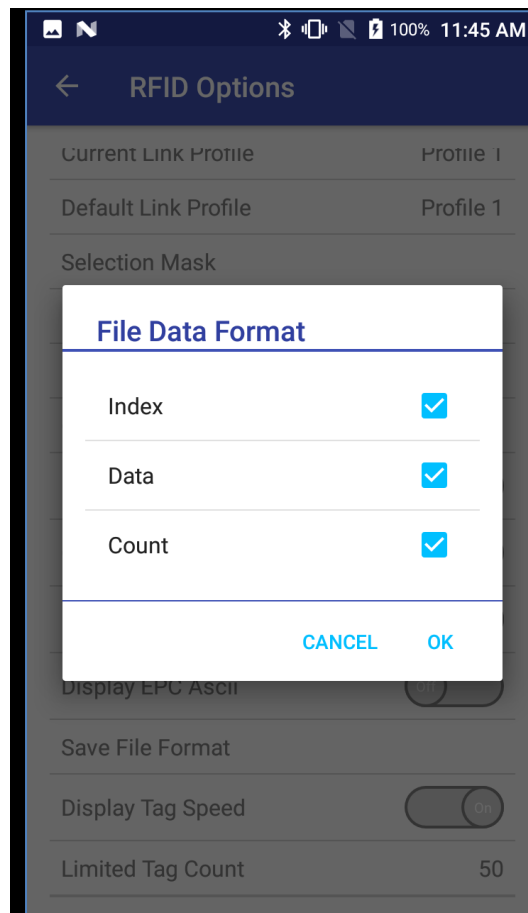 100% 11:45 AM
RFID Options
Current Link Profile Profile 1
Default Link Profile Profile 1
Selection Mask
File Data Format
Index
Data
Count
CANCEL OK
Display EPC Ascii Off
Save File Format
Display Tag Speed On
Limited Tag Count 50